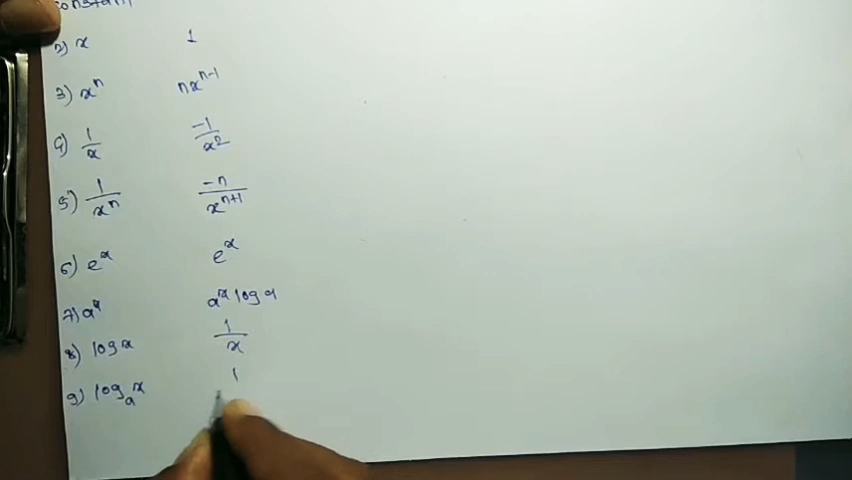 constant
2) x 1
3) xⁿ nxⁿ⁻¹
4) 1/x -1/x²
5) 1/xⁿ -n/xⁿ⁺¹
6) eˣ eˣ
7) aˣ aˣ log a
8) log x 1/x
9) logₐx 1